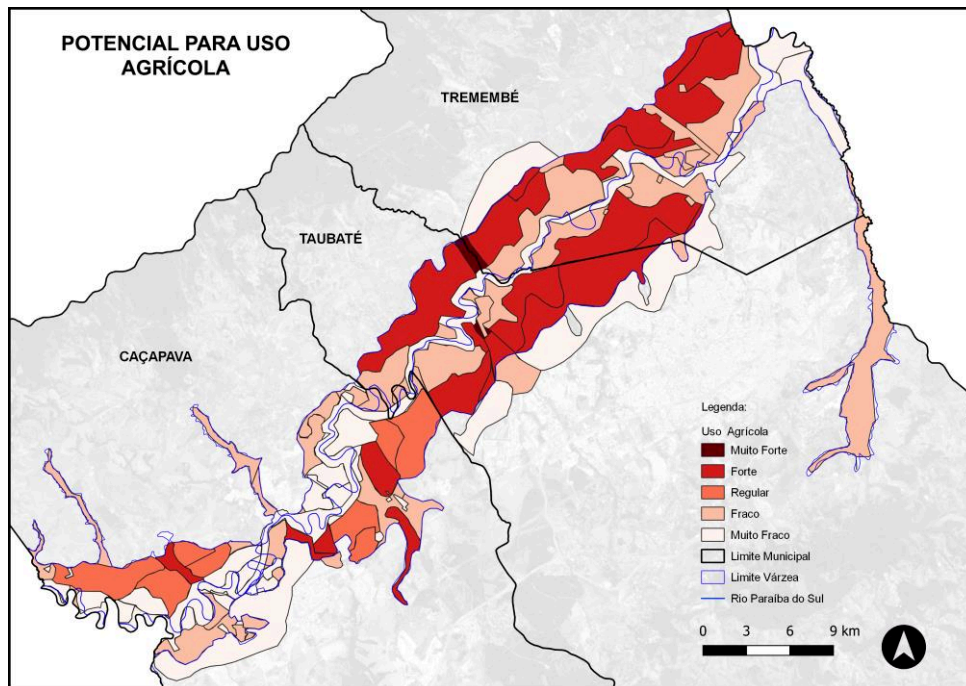 POTENCIAL PARA USO
AGRÍCOLA
TREMEMBÉ
TAUBATÉ
CAÇAPAVA
Legenda:
Uso Agrícola
Muito Forte
Forte
Regular
Fraco
Muito Fraco
Limite Municipal
Limite Várzea
Rio Paraíba do Sul
0 3 6 9 km